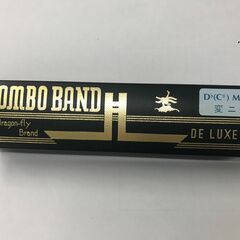 OMBO BAND
Dragon-fly
Brand
DE LUXE
D♭(C♯) M
変ニ